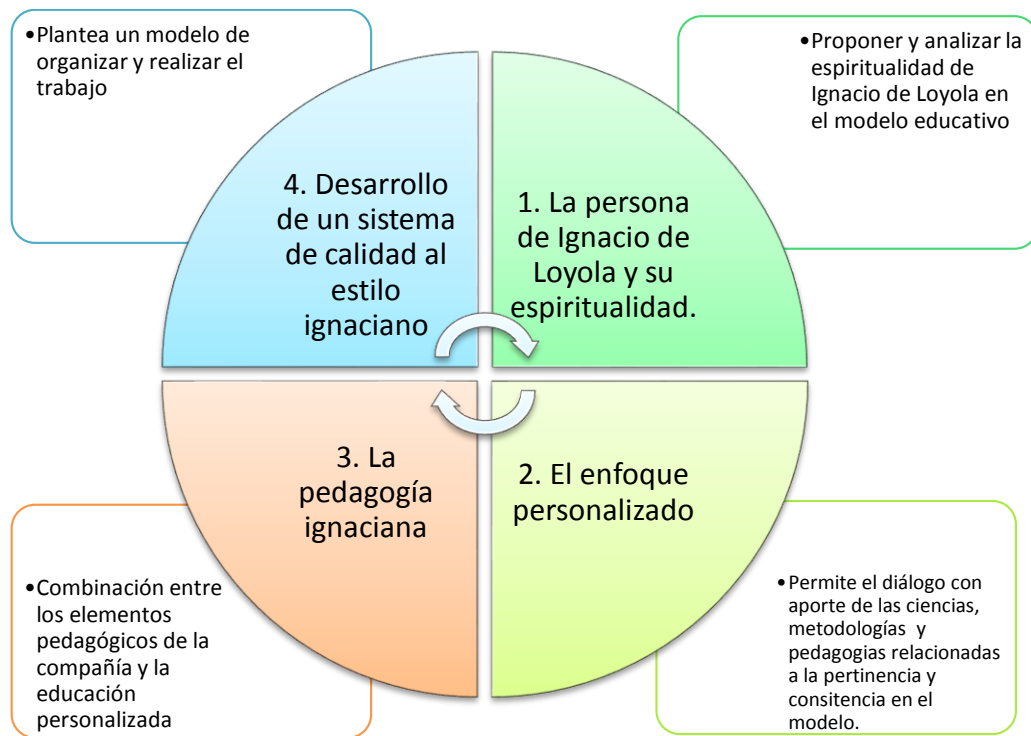 •Plantea un modelo de
organizar y realizar el
trabajo
•Proponer y analizar la
espiritualidad de
Ignacio de Loyola en
el modelo educativo
4. Desarrollo
de un sistema
de calidad al
estilo
ignaciano
1. La persona
de Ignacio de
Loyola y su
espiritualidad.
3. La
pedagogía
ignaciana
2. El enfoque
personalizado
•Combinación entre
los elementos
pedagógicos de la
compañía y la
educación
personalizada
•Permite el diálogo con
aporte de las ciencias,
metodologías y
pedagogias relacionadas
a la pertinencia y
consitencia en el
modelo.